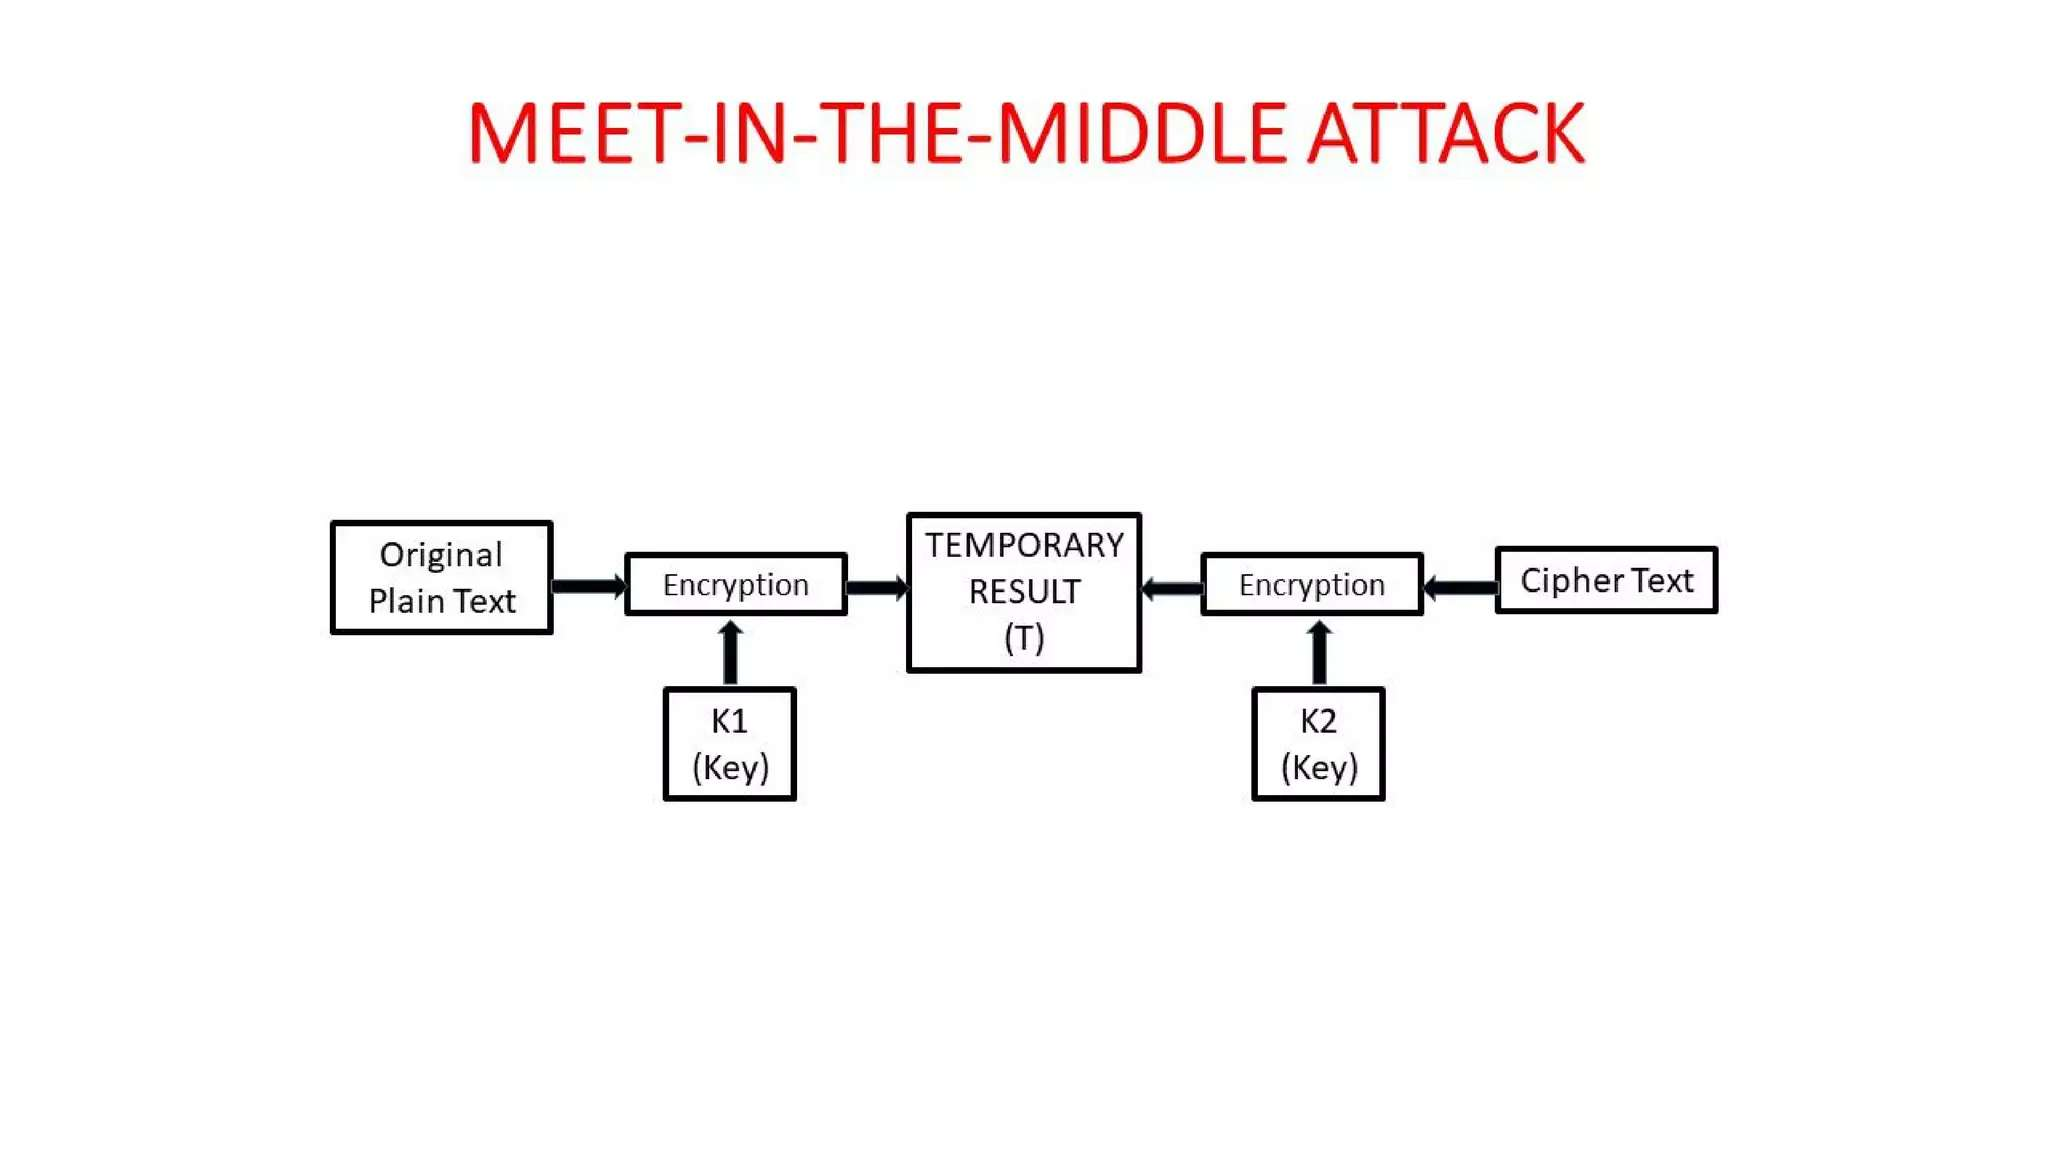 MEET-IN-THE-MIDDLE ATTACK
Original
Plain Text
Encryption
TEMPORARY
RESULT
(T)
Encryption
Cipher Text
K1
(Key)
K2
(Key)